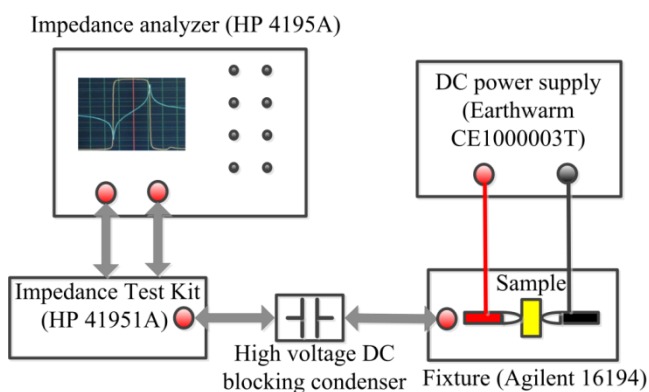 Impedance analyzer (HP 4195A)
DC power supply
(Earthwarm
CE1000003T)
Impedance Test Kit
(HP 41951A)
Sample
High voltage DC
blocking condenser
Fixture (Agilent 16194)